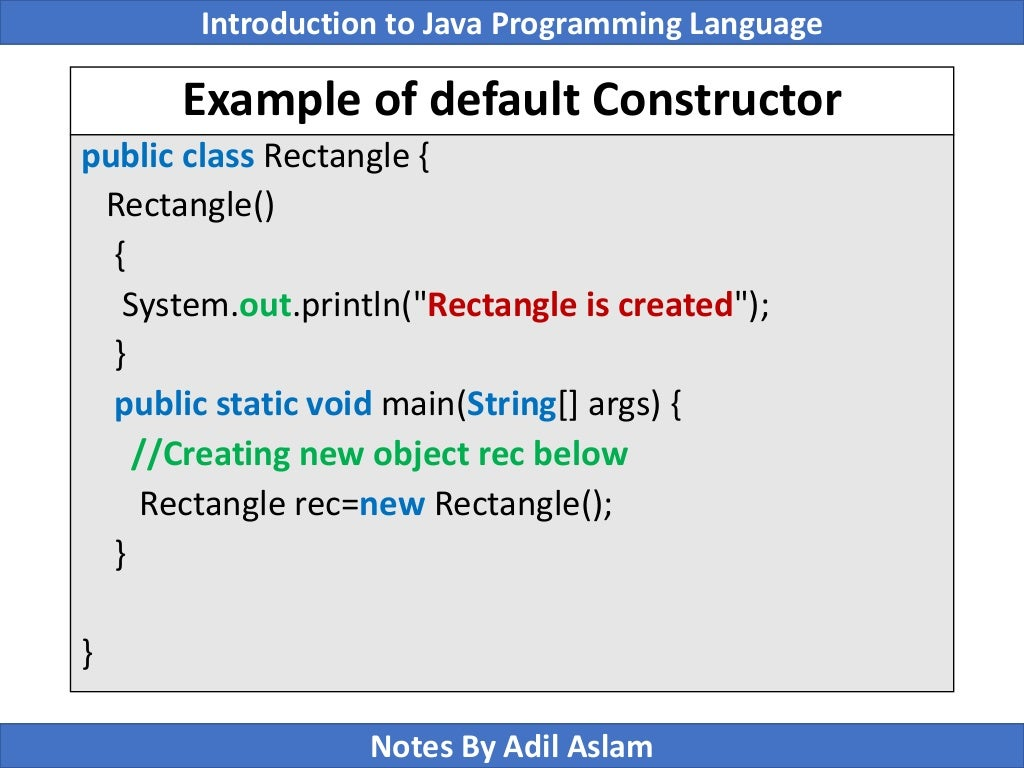 Introduction to Java Programming Language
Example of default Constructor
public class Rectangle {
Rectangle()
{
System.out.println("Rectangle is created");
}
public static void main(String[] args) {
//Creating new object rec below
Rectangle rec=new Rectangle();
}
}
Notes By Adil Aslam